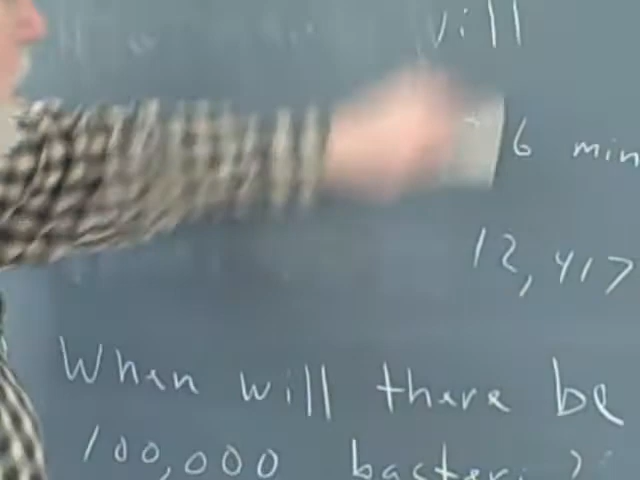 will
6 min
12,417
When will there be
100,000